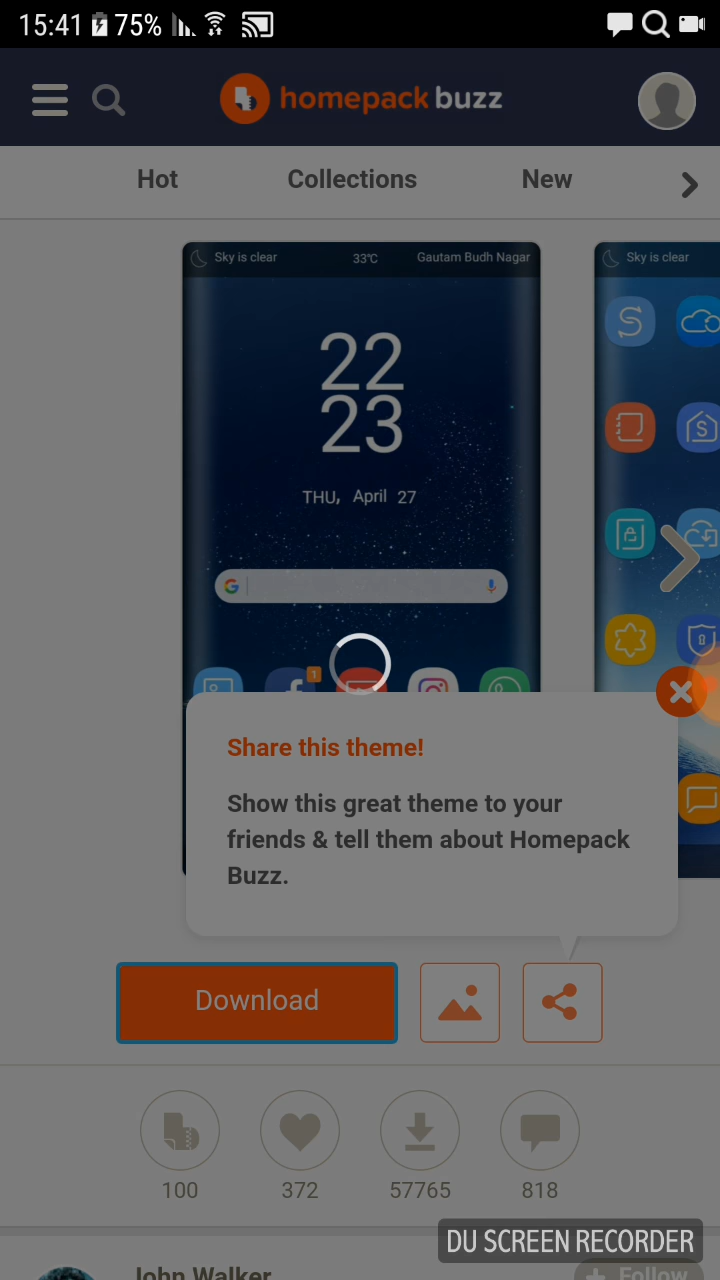 15:41 75%
homepack buzz
Hot Collections New
Sky is clear 33°C Gautam Budh Nagar
Sky is clear
22
23
THU, April 27
1
Share this theme!
Show this great theme to your
friends & tell them about Homepack
Buzz.
Download
100 372 57765 818
DU SCREEN RECORDER
John Walker
+ Follow